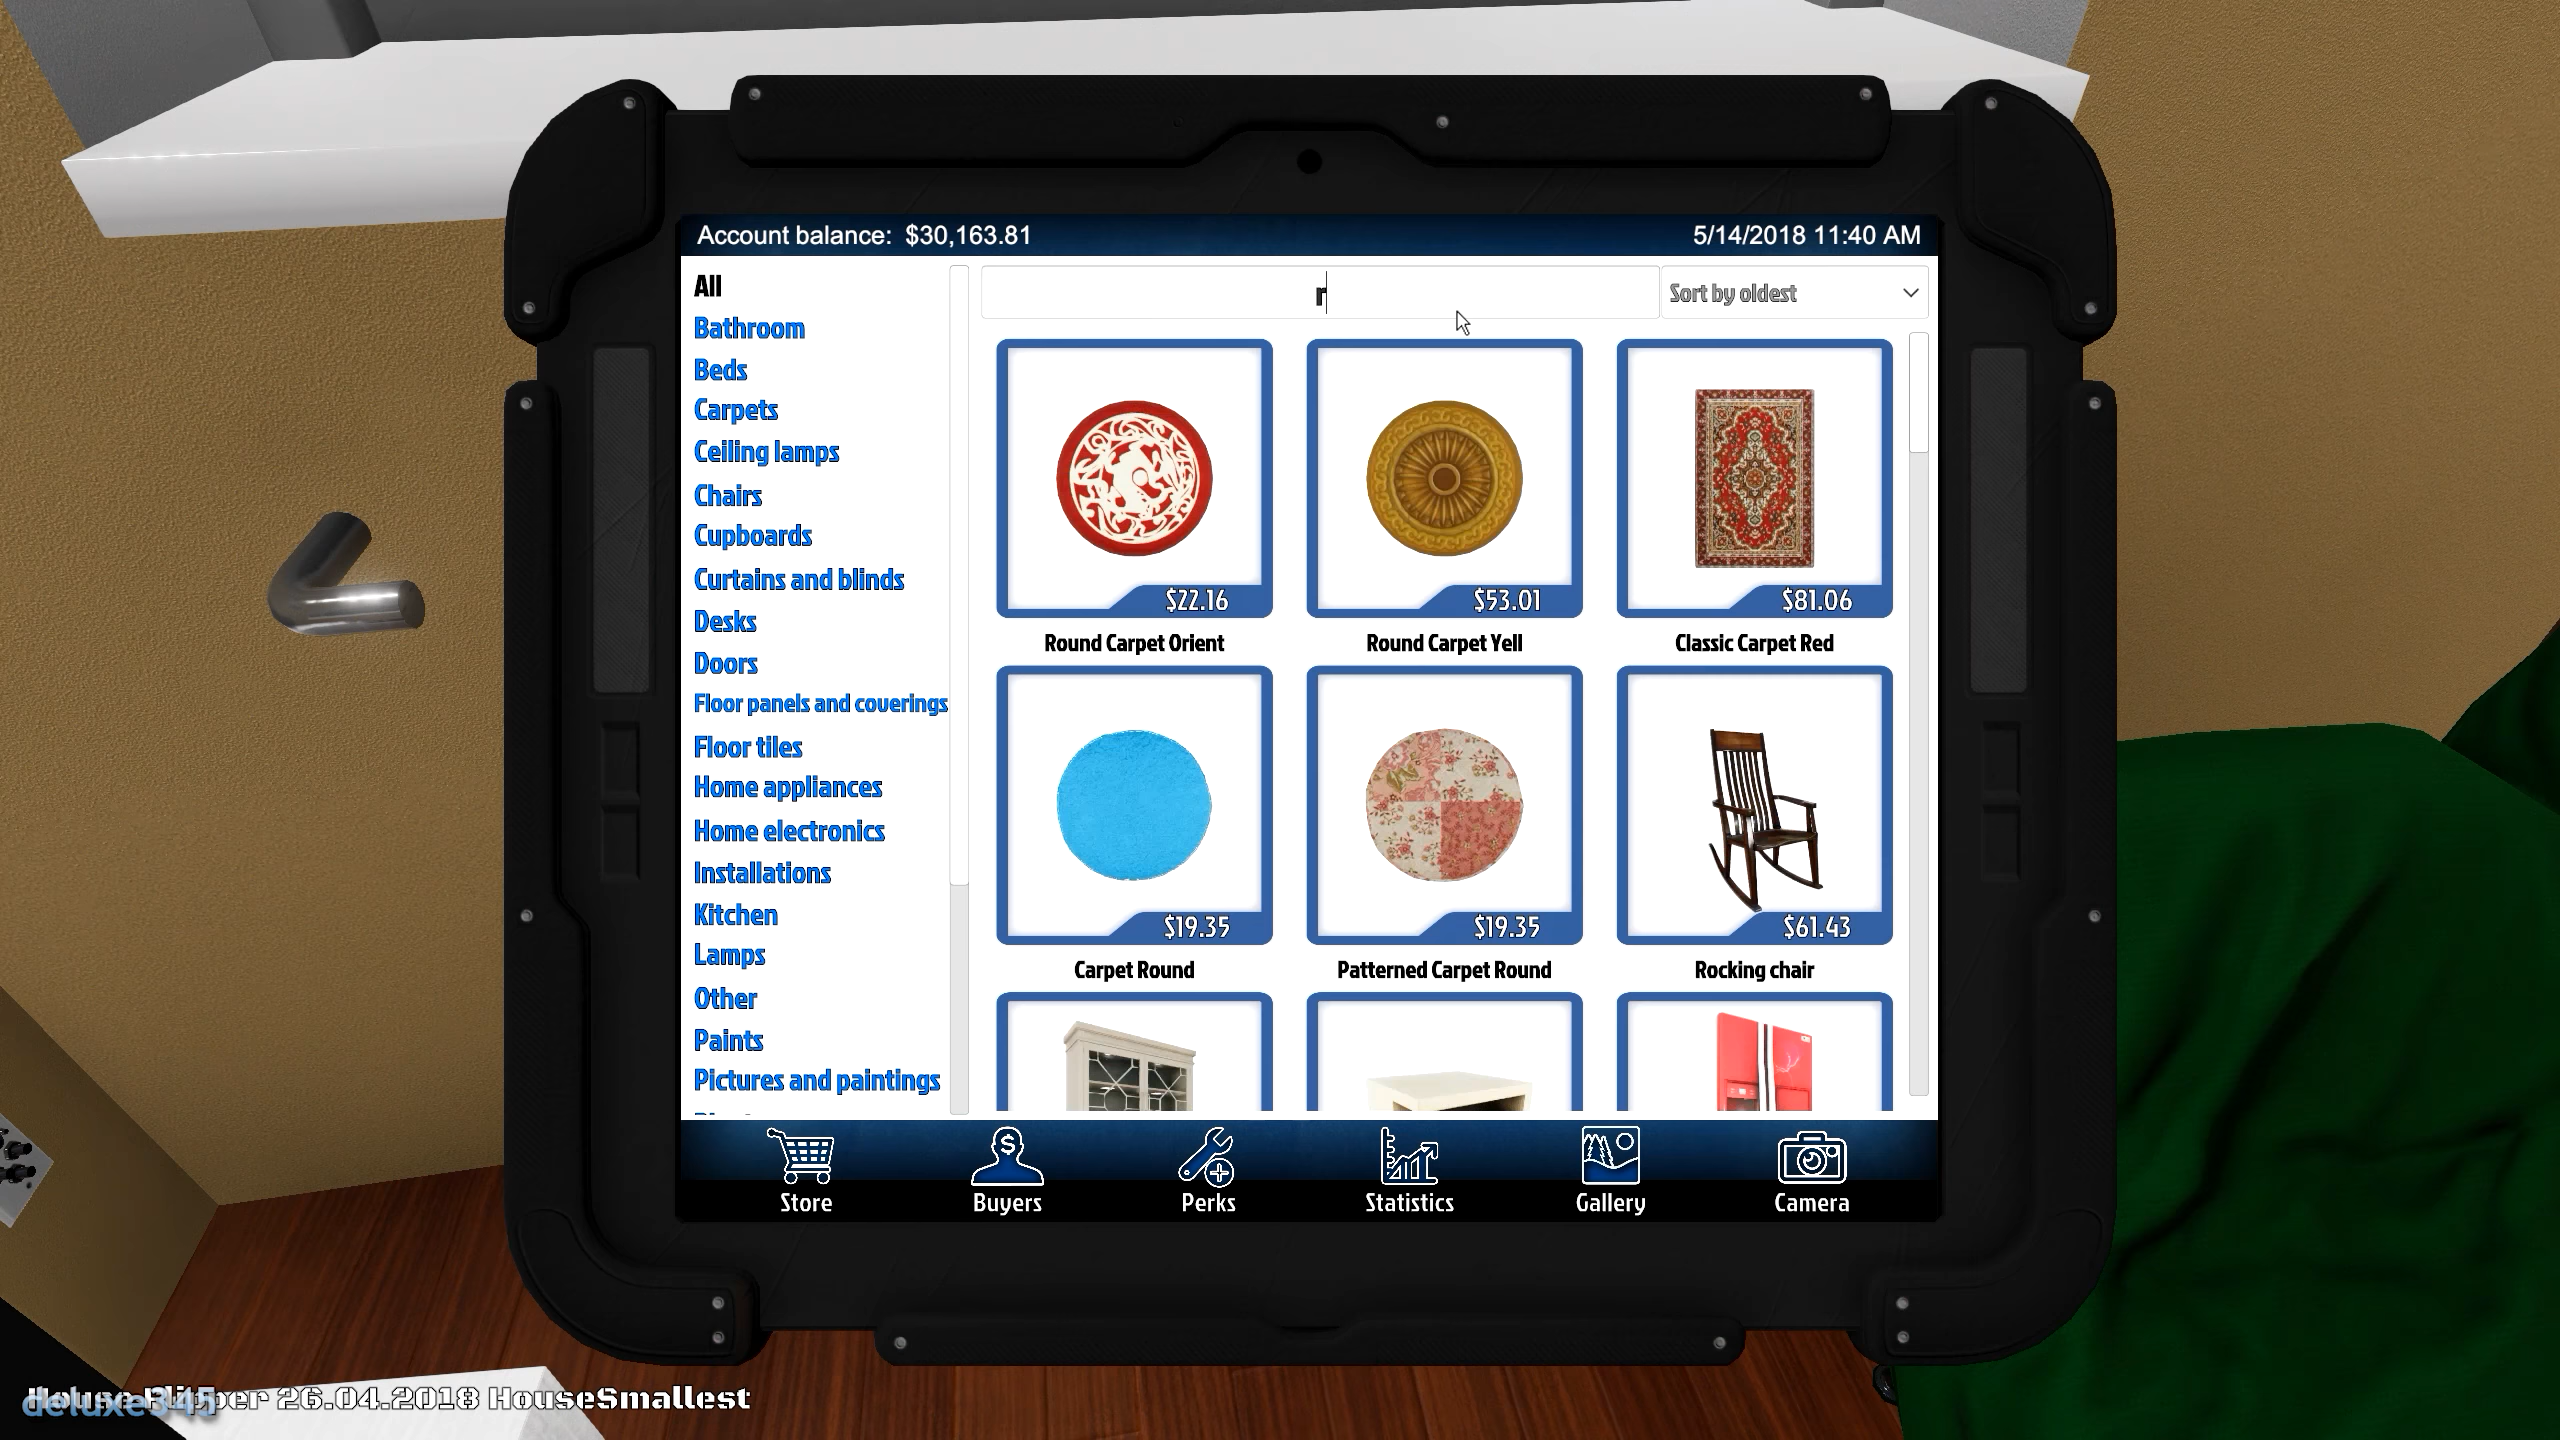 Account balance: $30,163.81
5/14/2018 11:40 AM
All
Bathroom
Beds
Carpets
Ceiling lamps
Chairs
Cupboards
Curtains and blinds
Desks
Doors
Floor panels and coverings
Floor tiles
Home appliances
Home electronics
Installations
Kitchen
Lamps
Other
Paints
Pictures and paintings
r
Sort by oldest
$22.16
$53.01
$81.06
Round Carpet Orient
Round Carpet Yell
Classic Carpet Red
$19.35
$19.35
$61.43
Carpet Round
Patterned Carpet Round
Rocking chair
Store
Buyers
Perks
Statistics
Gallery
Camera
House Flipper 26.04.2018 HouseSmallest
deluxe345